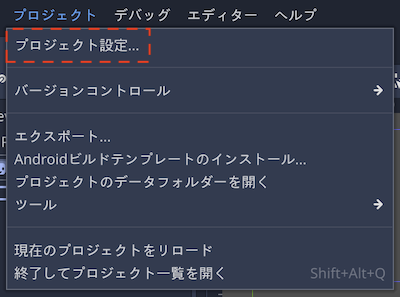 プロジェクト デバッグ エディター ヘルプ
プロジェクト設定...
バージョンコントロール
エクスポート...
Androidビルドテンプレートのインストール...
プロジェクトのデータフォルダーを開く
ツール
現在のプロジェクトをリロード
終了してプロジェクト一覧を開く Shift+Alt+Q